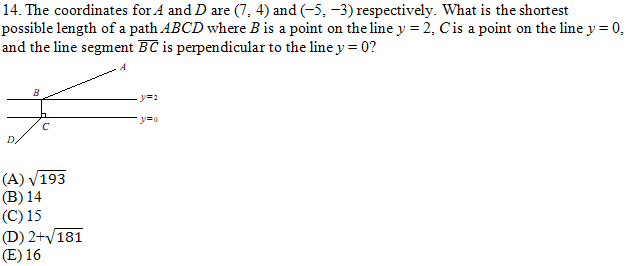 14. The coordinates for A and D are (7, 4) and (−5, −3) respectively. What is the shortest
possible length of a path ABCD where B is a point on the line y = 2, C is a point on the line y = 0,
and the line segment B̅C̅ is perpendicular to the line y = 0?
A
B
y=2
y=0
C
D
(A) √193
(B) 14
(C) 15
(D) 2+√181
(E) 16